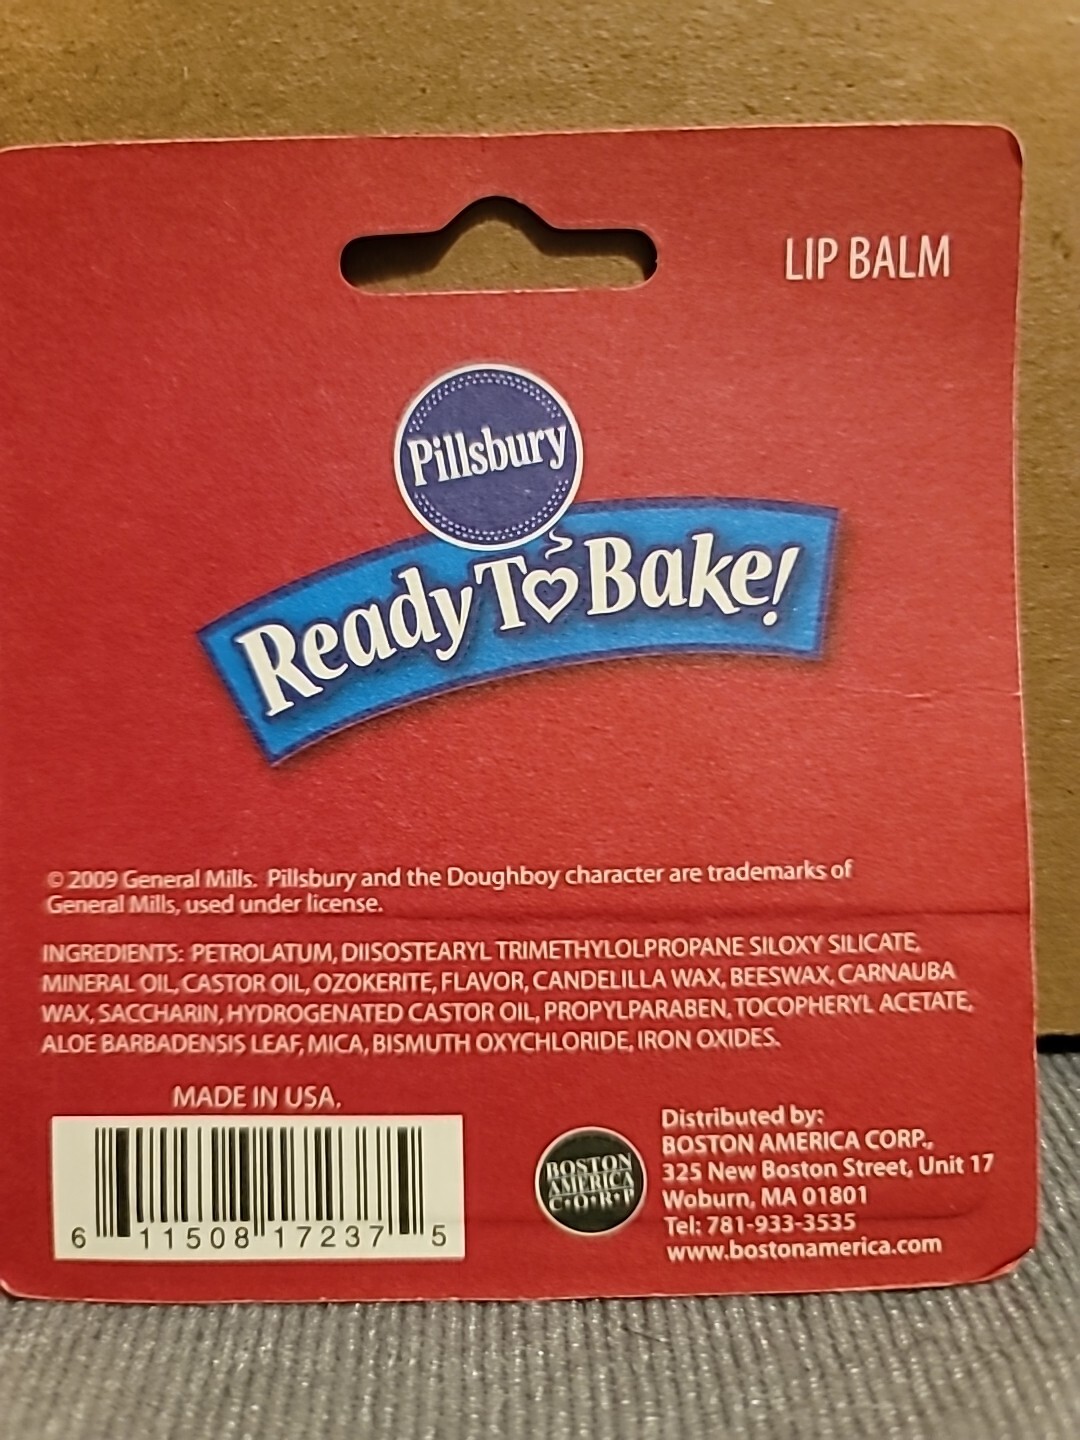 LIP BALM
Pillsbury
Ready To Bake!
© 2009 General Mills. Pillsbury and the Doughboy character are trademarks of
General Mills, used under license.
INGREDIENTS: PETROLATUM, DIISOSTEARYL TRIMETHYLOLPROPANE SILOXY SILICATE,
MINERAL OIL, CASTOR OIL, OZOKERITE, FLAVOR, CANDELILLA WAX, BEESWAX, CARNAUBA
WAX, SACCHARIN, HYDROGENATED CASTOR OIL, PROPYLPARABEN, TOCOPHERYL ACETATE,
ALOE BARBADENSIS LEAF, MICA, BISMUTH OXYCHLORIDE, IRON OXIDES.
MADE IN USA.
6 11508 17237 5
BOSTON
AMERICA
C•O•R•P
Distributed by:
BOSTON AMERICA CORP.,
325 New Boston Street, Unit 17
Woburn, MA 01801
Tel: 781-933-3535
www.bostonamerica.com